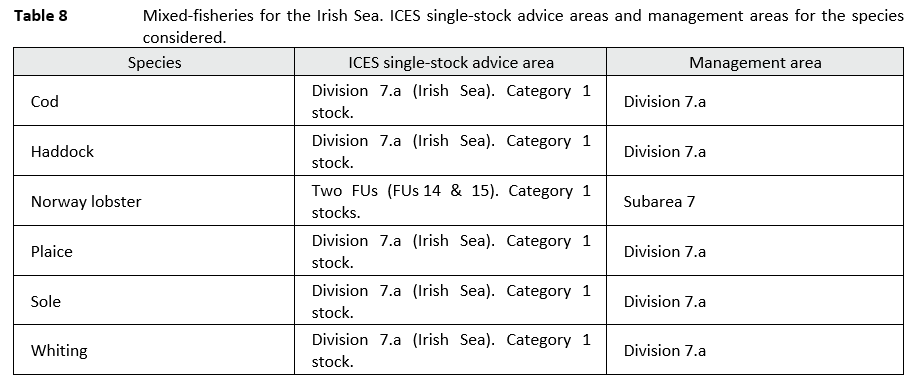 Table 8 Mixed-fisheries for the Irish Sea. ICES single-stock advice areas and management areas for the species
considered.
Species ICES single-stock advice area Management area
Cod Division 7.a (Irish Sea). Category 1 stock. Division 7.a
Haddock Division 7.a (Irish Sea). Category 1 stock. Division 7.a
Norway lobster Two FUs (FUs 14 & 15). Category 1 stocks. Subarea 7
Plaice Division 7.a (Irish Sea). Category 1 stock. Division 7.a
Sole Division 7.a (Irish Sea). Category 1 stock. Division 7.a
Whiting Division 7.a (Irish Sea). Category 1 stock. Division 7.a